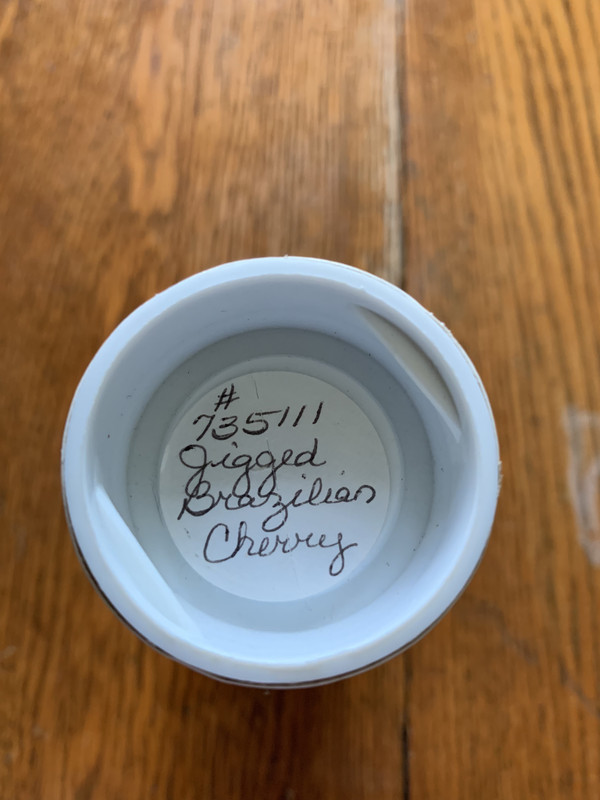 #
735111
Jigged
Brazilian
Cherry